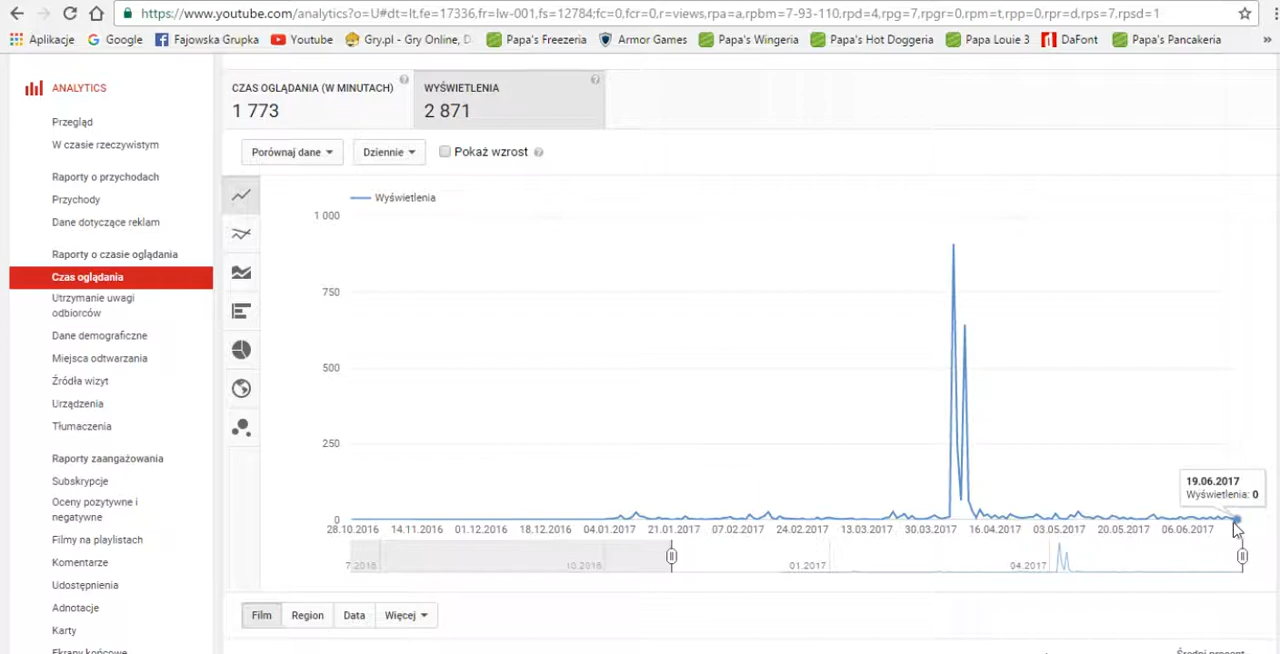 https://www.youtube.com/analytics?o=U#dt=lt,fe=17336,fr=lw-001,fs=12784;fc=0,fcr=0,r=views,rpa=a,rpbm=7-93-110,rpd=4,rpg=7,rpgr=0,rpm=t,rpp=0,rpr=d,rps=7,rpsd=1
Aplikacje Google Fajowska Grupka Youtube Gry.pl - Gry Online, D Papa's Freezeria Armor Games Papa's Wingeria Papa's Hot Doggeria Papa Louie 3 DaFont Papa's Pancakeria »
ANALYTICS
Przegląd
W czasie rzeczywistym
Raporty o przychodach
Przychody
Dane dotyczące reklam
Raporty o czasie oglądania
Czas oglądania
Utrzymanie uwagi
odbiorców
Dane demograficzne
Miejsca odtwarzania
Źródła wizyt
Urządzenia
Tłumaczenia
Raporty zaangażowania
Subskrypcje
Oceny pozytywne i
negatywne
Filmy na playlistach
Komentarze
Udostępnienia
Adnotacje
Karty
Ekrany końcowe
CZAS OGLĄDANIA (W MINUTACH) ?
1 773
WYŚWIETLENIA ?
2 871
Porównaj dane Dziennie Pokaż wzrost ?
Wyświetlenia
1 000
750
500
250
0
19.06.2017
Wyświetlenia: 0
28.10.2016 14.11.2016 01.12.2016 18.12.2016 04.01.2017 21.01.2017 07.02.2017 24.02.2017 13.03.2017 30.03.2017 16.04.2017 03.05.2017 20.05.2017 06.06.2017
7.2016 10.2016 01.2017 04.2017
Film Region Data Więcej
Średni procent